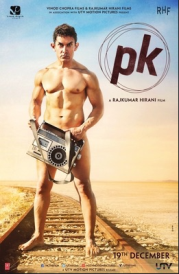 VINOD CHOPRA FILMS & RAJKUMAR HIRANI FILMS
IN ASSOCIATION WITH UTV MOTION PICTURES PRESENT
RHF
pk
A RAJKUMAR HIRANI FILM
19TH DECEMBER
UTV